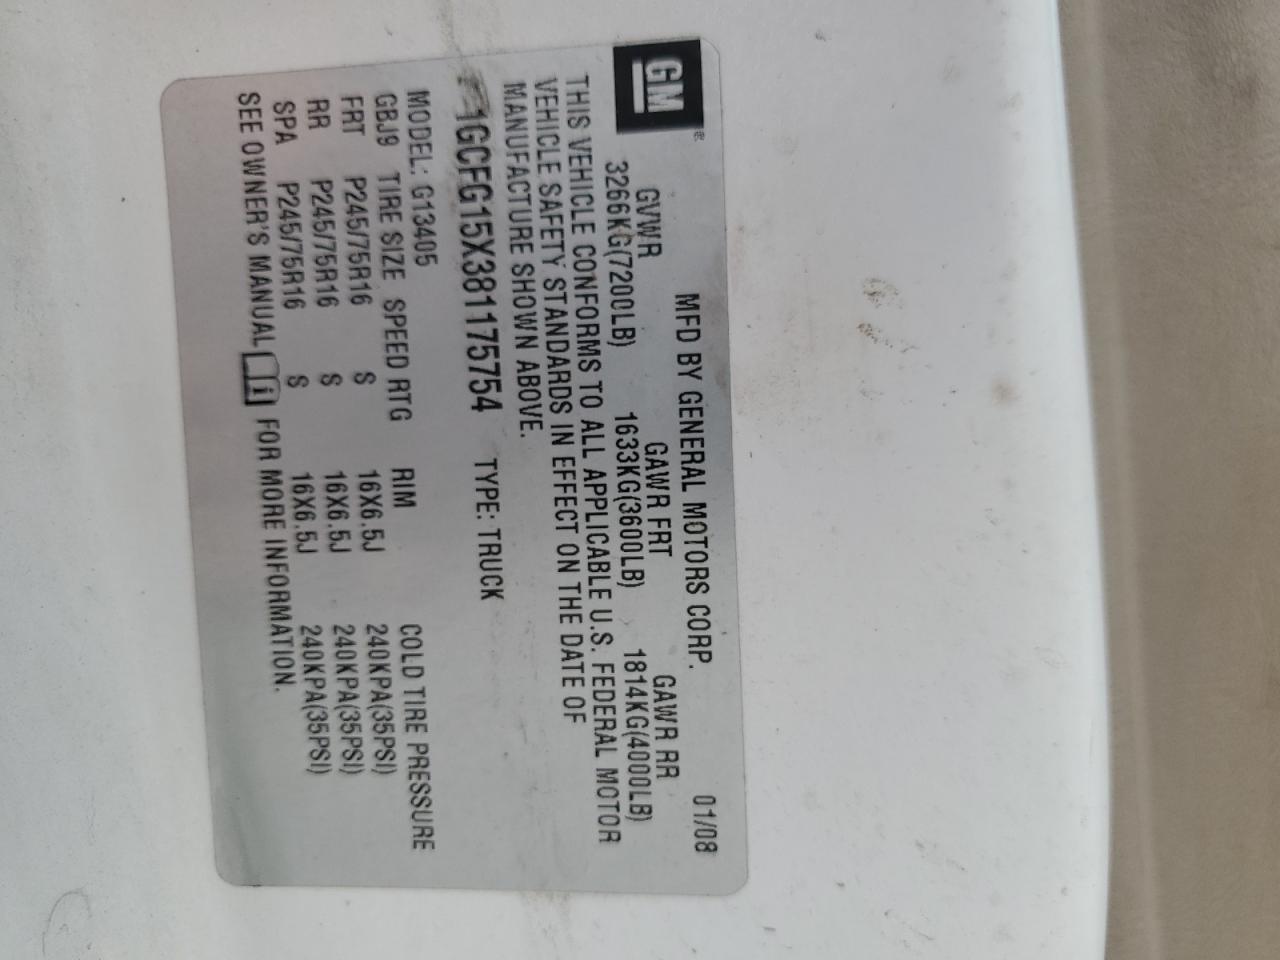 GM
MFD BY GENERAL MOTORS CORP. 01/08
GVWR GAWR FRT GAWR RR
3266KG(7200LB) 1633KG(3600LB) 1814KG(4000LB)
THIS VEHICLE CONFORMS TO ALL APPLICABLE U.S. FEDERAL MOTOR
VEHICLE SAFETY STANDARDS IN EFFECT ON THE DATE OF
MANUFACTURE SHOWN ABOVE.
1GCFG15X381175754 TYPE: TRUCK
MODEL: G13405
GBJ9 TIRE SIZE SPEED RTG RIM COLD TIRE PRESSURE
FRT P245/75R16 S 16X6.5J 240KPA(35PSI)
RR P245/75R16 S 16X6.5J 240KPA(35PSI)
SPA P245/75R16 S 16X6.5J 240KPA(35PSI)
SEE OWNER'S MANUAL i FOR MORE INFORMATION.